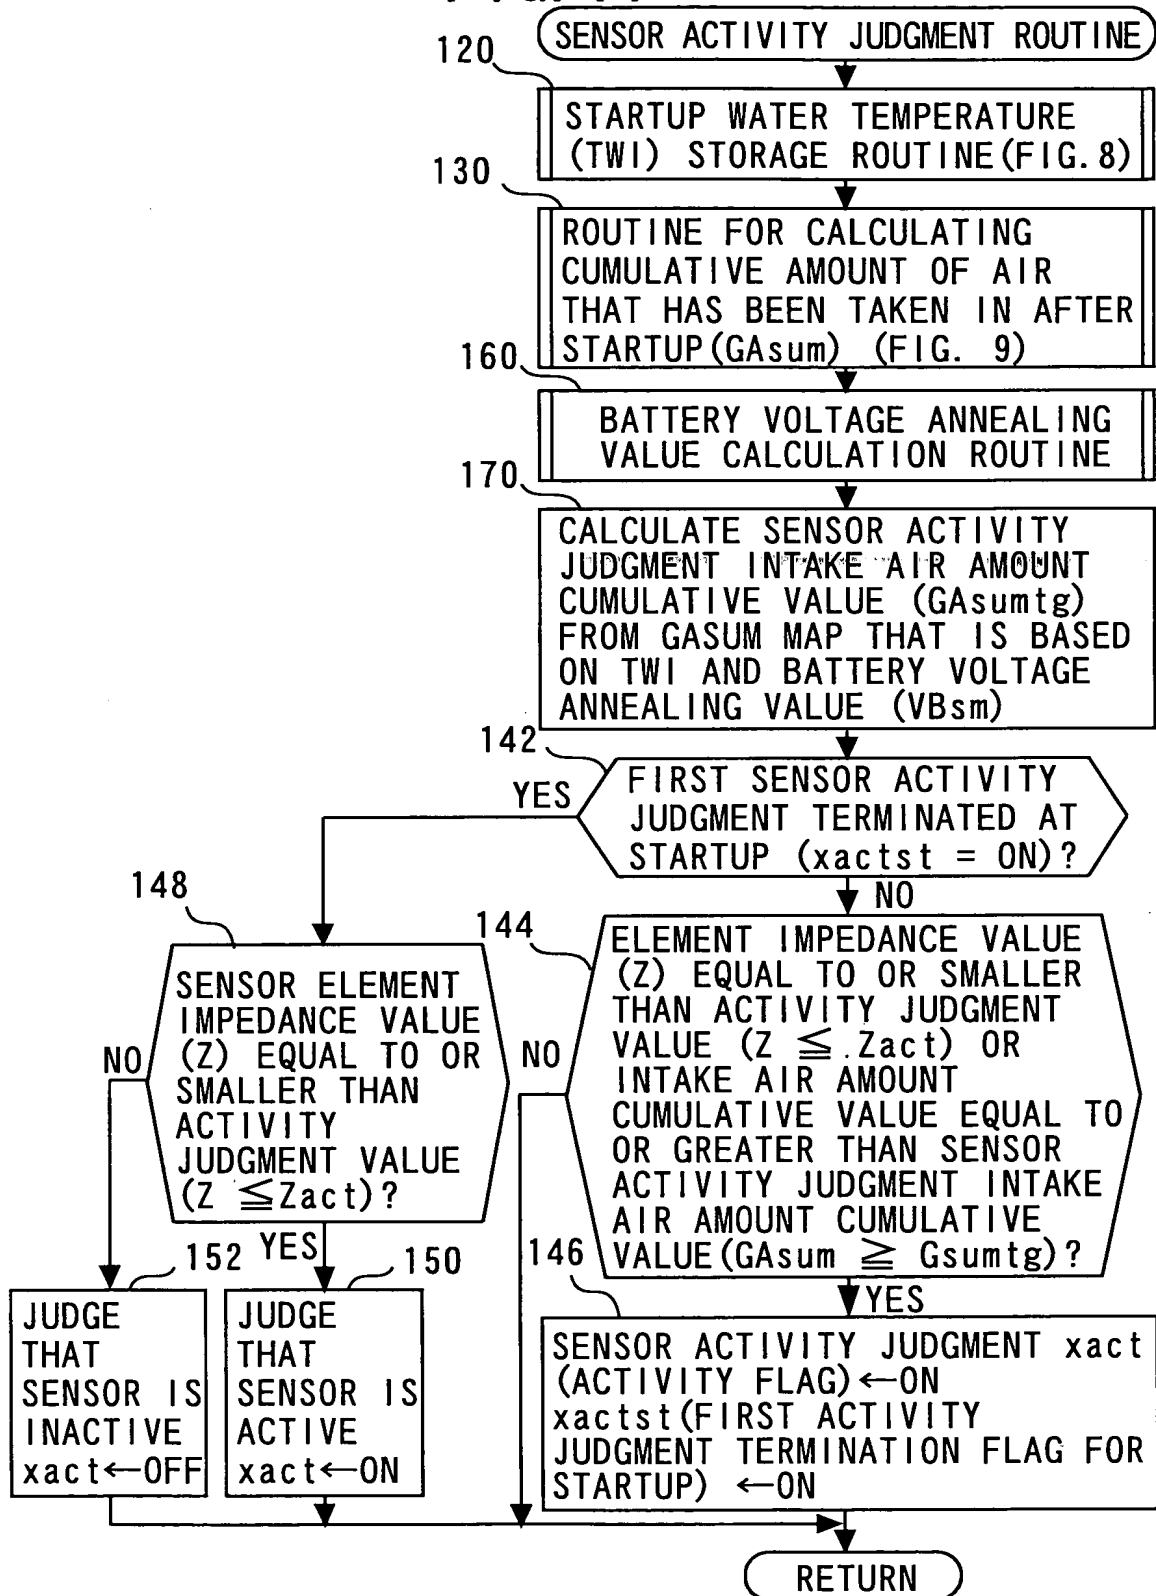 SENSOR ACTIVITY JUDGMENT ROUTINE
120
STARTUP WATER TEMPERATURE
(TWI) STORAGE ROUTINE(FIG.8)
130
ROUTINE FOR CALCULATING
CUMULATIVE AMOUNT OF AIR
THAT HAS BEEN TAKEN IN AFTER
STARTUP(GAsum) (FIG. 9)
160
BATTERY VOLTAGE ANNEALING
VALUE CALCULATION ROUTINE
170
CALCULATE SENSOR ACTIVITY
JUDGMENT INTAKE AIR AMOUNT
CUMULATIVE VALUE (GAsumtg)
FROM GASUM MAP THAT IS BASED
ON TWI AND BATTERY VOLTAGE
ANNEALING VALUE (VBsm)
142
FIRST SENSOR ACTIVITY
JUDGMENT TERMINATED AT
STARTUP (xactst = ON)?
YES
NO
148
SENSOR ELEMENT
IMPEDANCE VALUE
(Z) EQUAL TO OR
SMALLER THAN
ACTIVITY
JUDGMENT VALUE
(Z ≦Zact)?
NO
YES
144
ELEMENT IMPEDANCE VALUE
(Z) EQUAL TO OR SMALLER
THAN ACTIVITY JUDGMENT
VALUE (Z ≦ .Zact) OR
INTAKE AIR AMOUNT
CUMULATIVE VALUE EQUAL TO
OR GREATER THAN SENSOR
ACTIVITY JUDGMENT INTAKE
AIR AMOUNT CUMULATIVE
VALUE(GAsum ≧ Gsumtg)?
NO
YES
152
JUDGE
THAT
SENSOR IS
INACTIVE
xact←OFF
150
JUDGE
THAT
SENSOR IS
ACTIVE
xact←ON
146
SENSOR ACTIVITY JUDGMENT xact
(ACTIVITY FLAG)←ON
xactst(FIRST ACTIVITY
JUDGMENT TERMINATION FLAG FOR
STARTUP) ←ON
RETURN